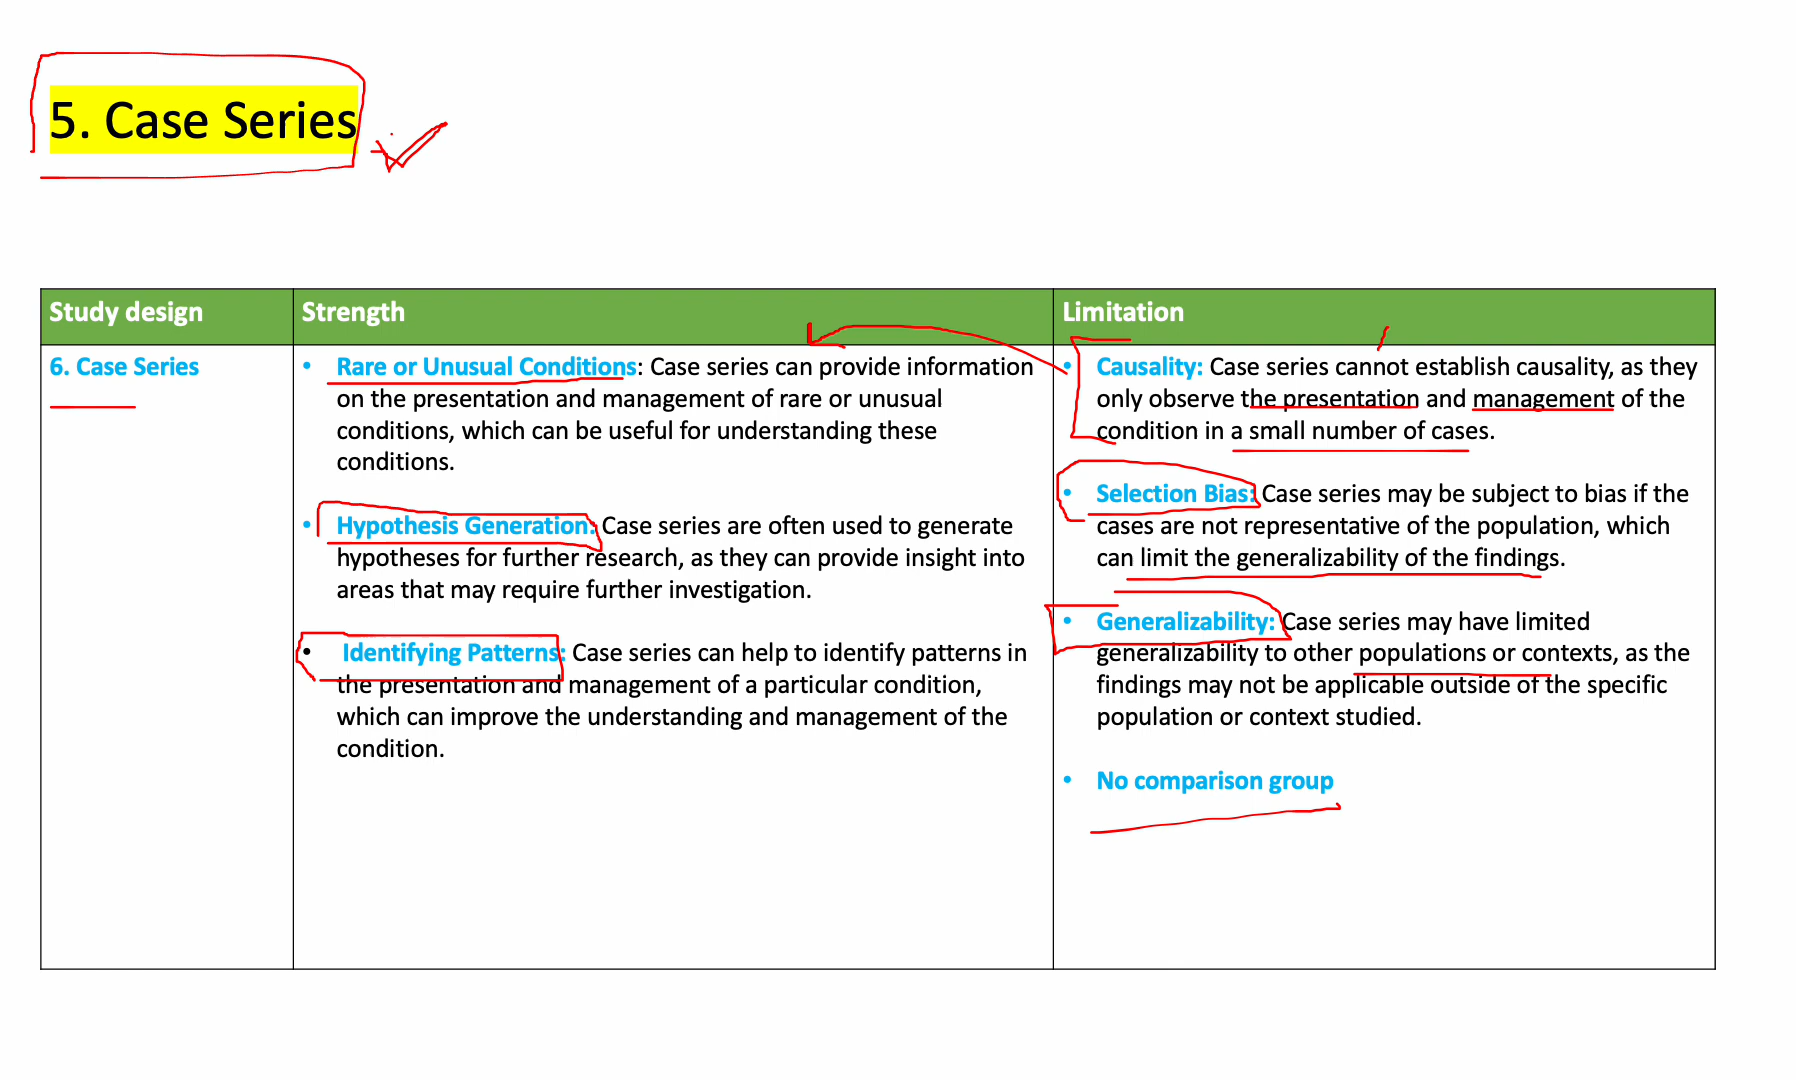 5. Case Series
Study design
Strength
Limitation
6. Case Series
• Rare or Unusual Conditions: Case series can provide information
on the presentation and management of rare or unusual
conditions, which can be useful for understanding these
conditions.
• Hypothesis Generation: Case series are often used to generate
hypotheses for further research, as they can provide insight into
areas that may require further investigation.
• Identifying Patterns: Case series can help to identify patterns in
the presentation and management of a particular condition,
which can improve the understanding and management of the
condition.
• Causality: Case series cannot establish causality, as they
only observe the presentation and management of the
condition in a small number of cases.
• Selection Bias: Case series may be subject to bias if the
cases are not representative of the population, which
can limit the generalizability of the findings.
• Generalizability: Case series may have limited
generalizability to other populations or contexts, as the
findings may not be applicable outside of the specific
population or context studied.
• No comparison group